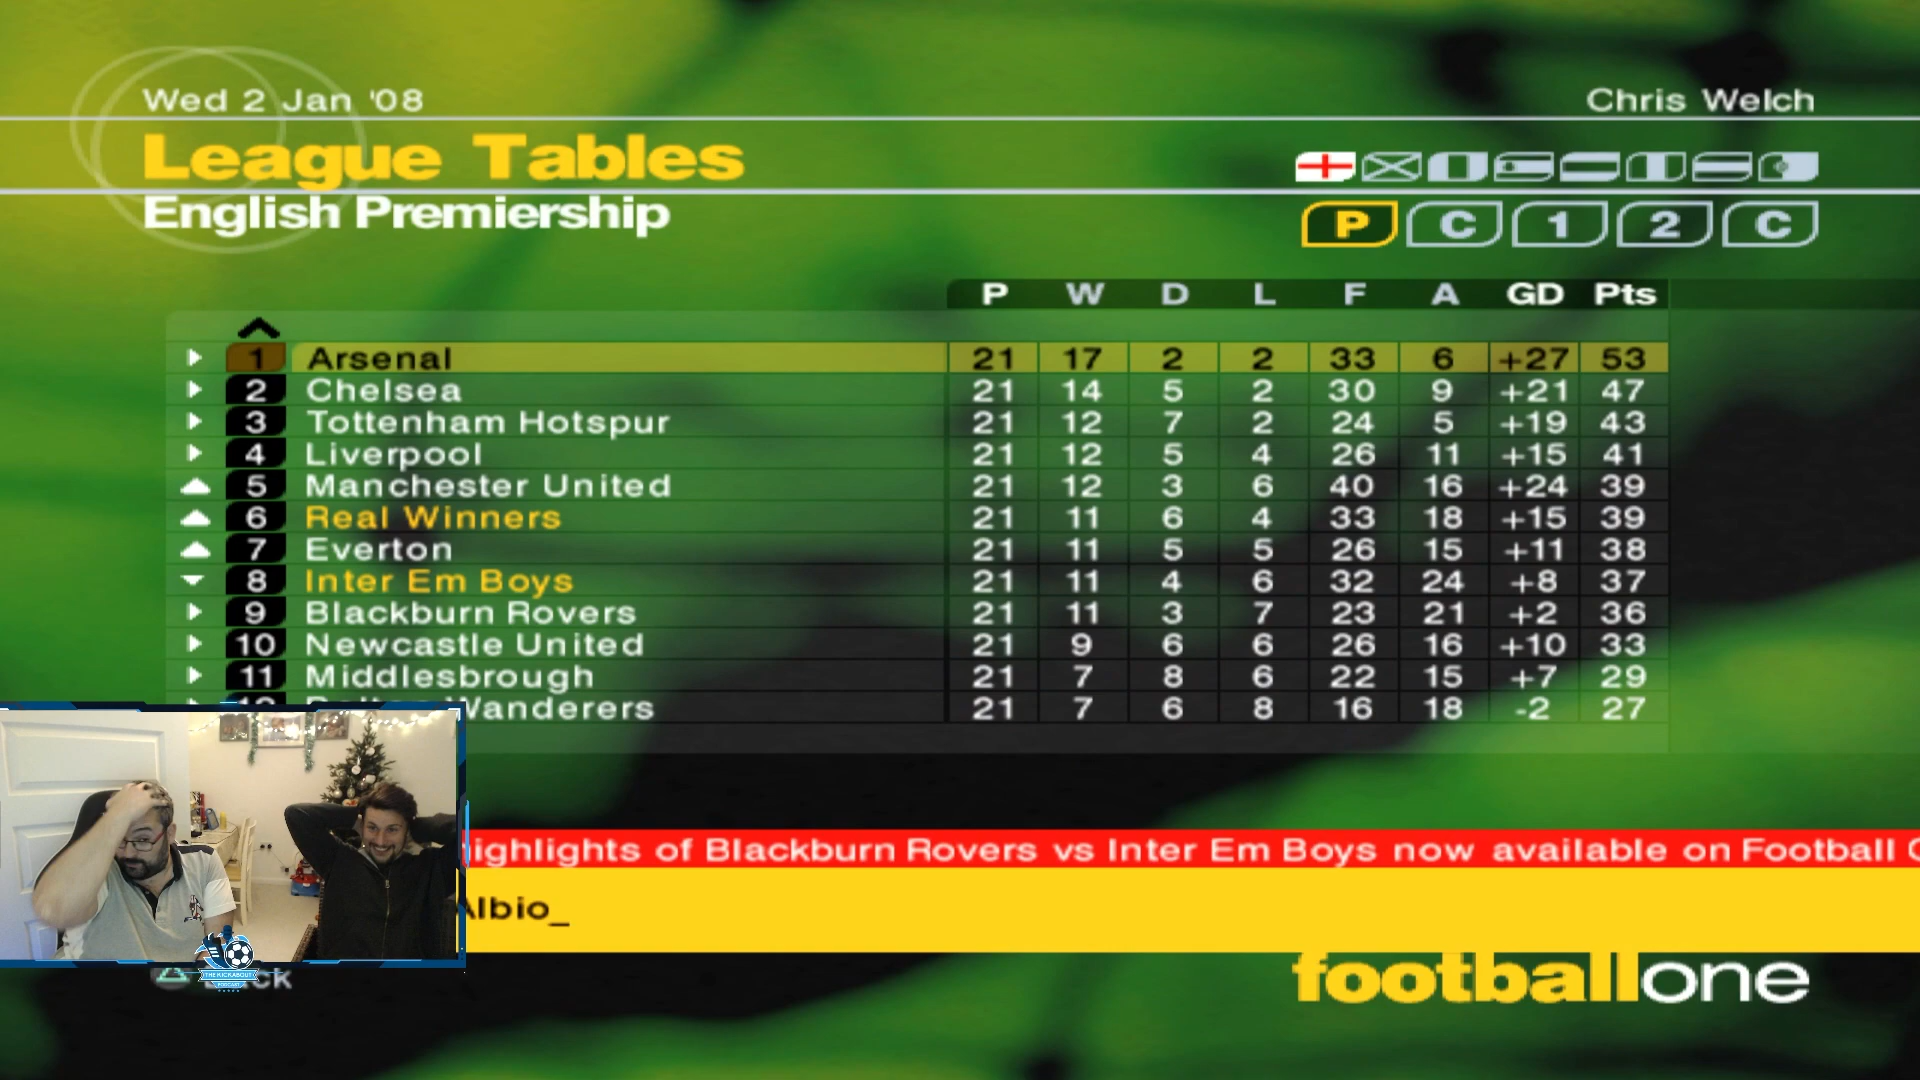 Wed 2 Jan '08
Chris Welch
League Tables
English Premiership
P C 1 2 C
P W D L F A GD Pts
1 Arsenal 21 17 2 2 33 6 +27 53
2 Chelsea 21 14 5 2 30 9 +21 47
3 Tottenham Hotspur 21 12 7 2 24 5 +19 43
4 Liverpool 21 12 5 4 26 11 +15 41
5 Manchester United 21 12 3 6 40 16 +24 39
6 Real Winners 21 11 6 4 33 18 +15 39
7 Everton 21 11 5 5 26 15 +11 38
8 Inter Em Boys 21 11 4 6 32 24 +8 37
9 Blackburn Rovers 21 11 3 7 23 21 +2 36
10 Newcastle United 21 9 6 6 26 16 +10 33
11 Middlesbrough 21 7 8 6 22 15 +7 29
Wanderers 21 7 6 8 16 18 -2 27
ighlights of Blackburn Rovers vs Inter Em Boys now available on Football
Albio_
THE KICKABOUT
PODCAST
footballone